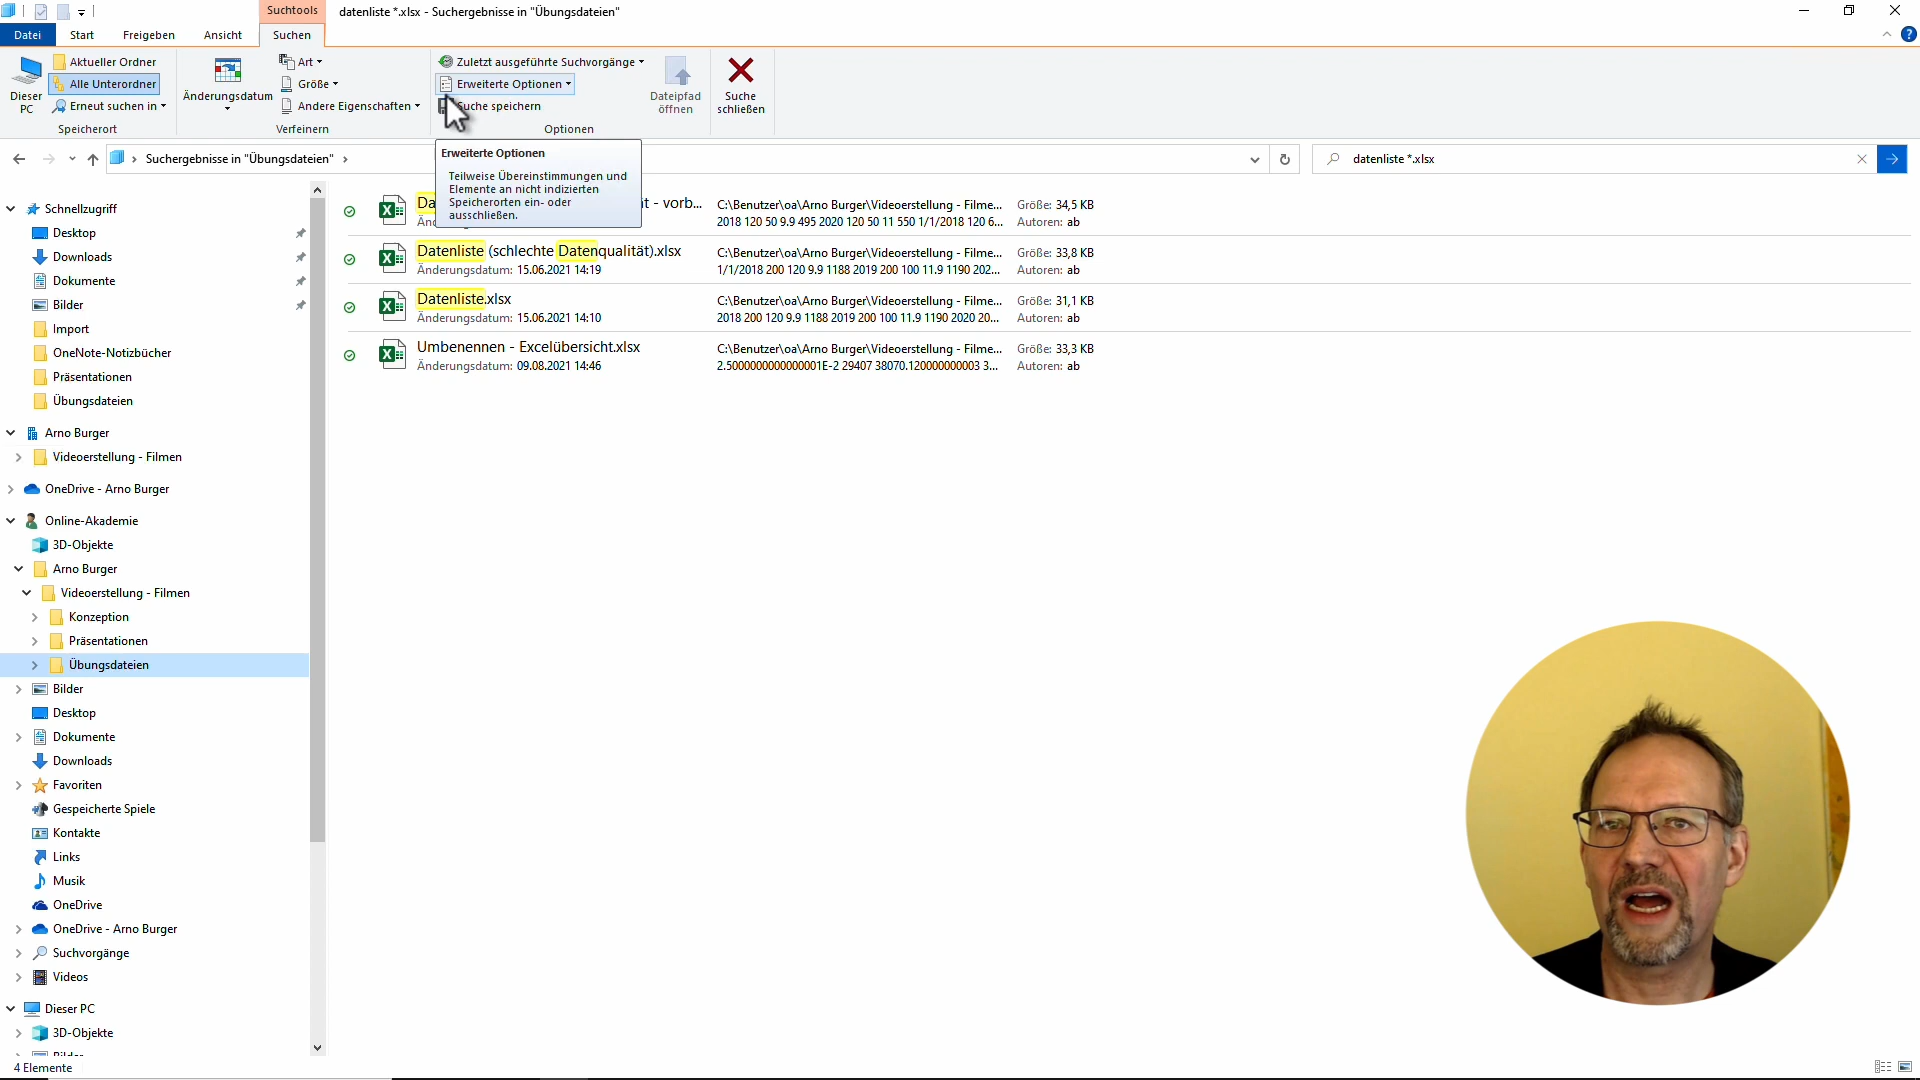 Suchtools
datenliste *.xlsx - Suchergebnisse in "Übungsdateien"
Datei
Start
Freigeben
Ansicht
Suchen
Dieser PC
Aktueller Ordner
Alle Unterordner
Erneut suchen in
Speicherort
Änderungsdatum
Art
Größe
Andere Eigenschaften
Verfeinern
Zuletzt ausgeführte Suchvorgänge
Erweiterte Optionen
Suche speichern
Dateipfad öffnen
Optionen
Suche schließen
Suchergebnisse in "Übungsdateien"
datenliste *.xlsx
Erweiterte Optionen
Teilweise Übereinstimmungen und
Elemente an nicht indizierten
Speicherorten ein- oder
ausschließen.
Schnellzugriff
Desktop
Downloads
Dokumente
Bilder
Import
OneNote-Notizbücher
Präsentationen
Übungsdateien
Arno Burger
Videoerstellung - Filmen
OneDrive - Arno Burger
Online-Akademie
3D-Objekte
Arno Burger
Videoerstellung - Filmen
Konzeption
Präsentationen
Übungsdateien
Bilder
Desktop
Dokumente
Downloads
Favoriten
Gespeicherte Spiele
Kontakte
Links
Musik
OneDrive
OneDrive - Arno Burger
Suchvorgänge
Videos
Dieser PC
3D-Objekte
4 Elemente
Da
t - vorb...
C:\Benutzer\oa\Arno Burger\Videoerstellung - Filme...
Größe: 34,5 KB
2018 120 50 9.9 495 2020 120 50 11 550 1/1/2018 120 6...
Autoren: ab
Datenliste (schlechte Datenqualität).xlsx
C:\Benutzer\oa\Arno Burger\Videoerstellung - Filme...
Größe: 33,8 KB
Änderungsdatum: 15.06.2021 14:19
1/1/2018 200 120 9.9 1188 2019 200 100 11.9 1190 202...
Autoren: ab
Datenliste.xlsx
C:\Benutzer\oa\Arno Burger\Videoerstellung - Filme...
Größe: 31,1 KB
Änderungsdatum: 15.06.2021 14:10
2018 200 120 9.9 1188 2019 200 100 11.9 1190 2020 20...
Autoren: ab
Umbenennen - Excelübersicht.xlsx
C:\Benutzer\oa\Arno Burger\Videoerstellung - Filme...
Größe: 33,3 KB
Änderungsdatum: 09.08.2021 14:46
2.5000000000000001E-2 29407 38070.120000000003 3...
Autoren: ab